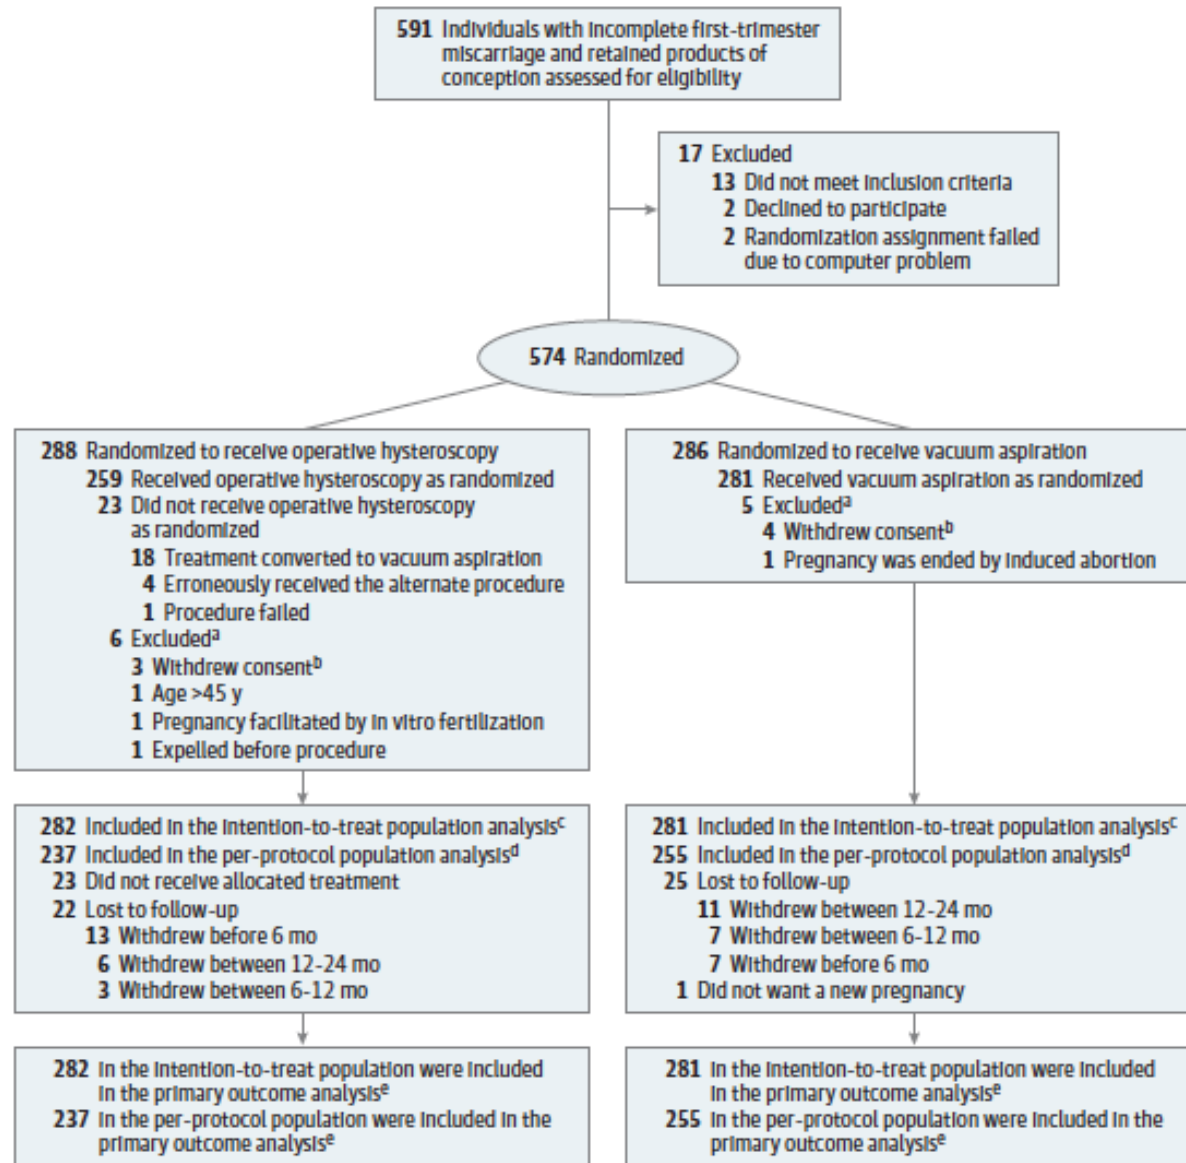 591 Individuals with incomplete first-trimester
miscarriage and retained products of
conception assessed for eligibility
17 Excluded
13 Did not meet inclusion criteria
2 Declined to participate
2 Randomization assignment failed
due to computer problem
574 Randomized
288 Randomized to receive operative hysteroscopy
259 Received operative hysteroscopy as randomized
23 Did not receive operative hysteroscopy
as randomized
18 Treatment converted to vacuum aspiration
4 Erroneously received the alternate procedure
1 Procedure failed
6 Excludedᵃ
3 Withdrew consentᵇ
1 Age >45 y
1 Pregnancy facilitated by in vitro fertilization
1 Expelled before procedure
286 Randomized to receive vacuum aspiration
281 Received vacuum aspiration as randomized
5 Excludedᵃ
4 Withdrew consentᵇ
1 Pregnancy was ended by induced abortion
282 Included in the intention-to-treat population analysisᶜ
237 Included in the per-protocol population analysisᵈ
23 Did not receive allocated treatment
22 Lost to follow-up
13 Withdrew before 6 mo
6 Withdrew between 12-24 mo
3 Withdrew between 6-12 mo
281 Included in the intention-to-treat population analysisᶜ
255 Included in the per-protocol population analysisᵈ
25 Lost to follow-up
11 Withdrew between 12-24 mo
7 Withdrew between 6-12 mo
7 Withdrew before 6 mo
1 Did not want a new pregnancy
282 In the intention-to-treat population were included
in the primary outcome analysisᵉ
237 In the per-protocol population were included in the
primary outcome analysisᵉ
281 In the intention-to-treat population were included
in the primary outcome analysisᵉ
255 In the per-protocol population were included in the
primary outcome analysisᵉ